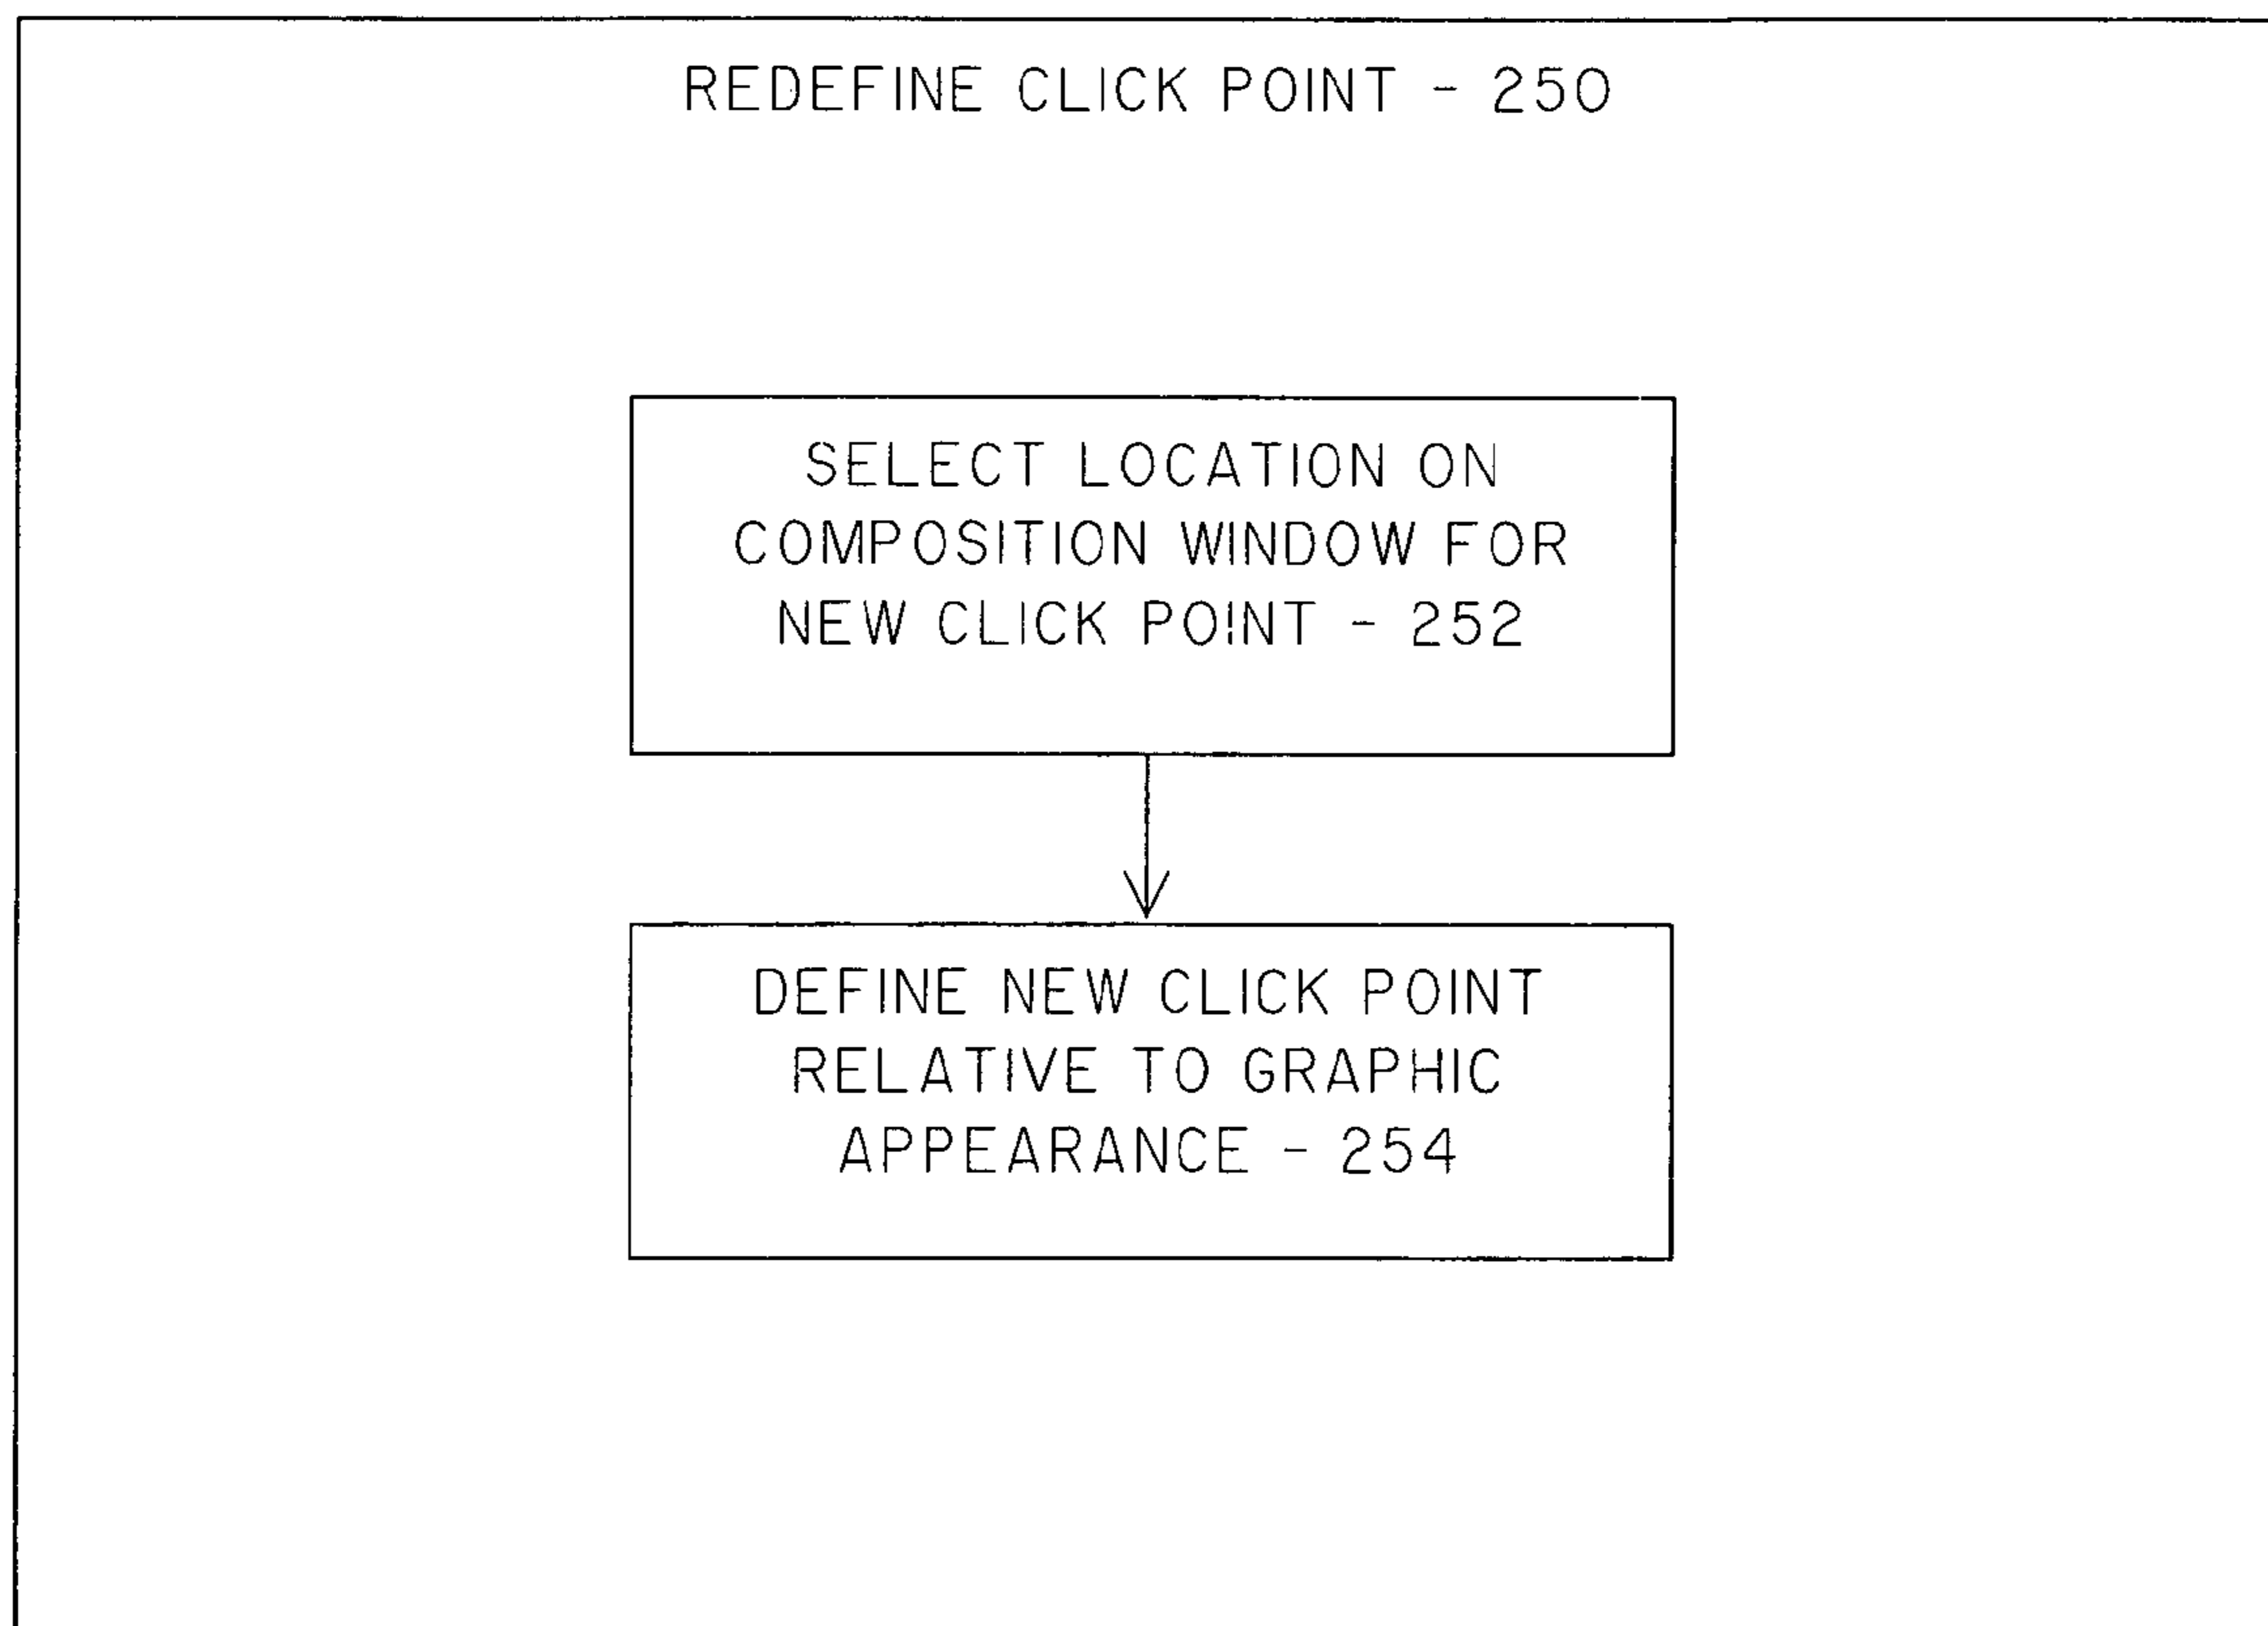 REDEFINE CLICK POINT - 250
SELECT LOCATION ON
COMPOSITION WINDOW FOR
NEW CLICK POINT - 252
DEFINE NEW CLICK POINT
RELATIVE TO GRAPHIC
APPEARANCE - 254